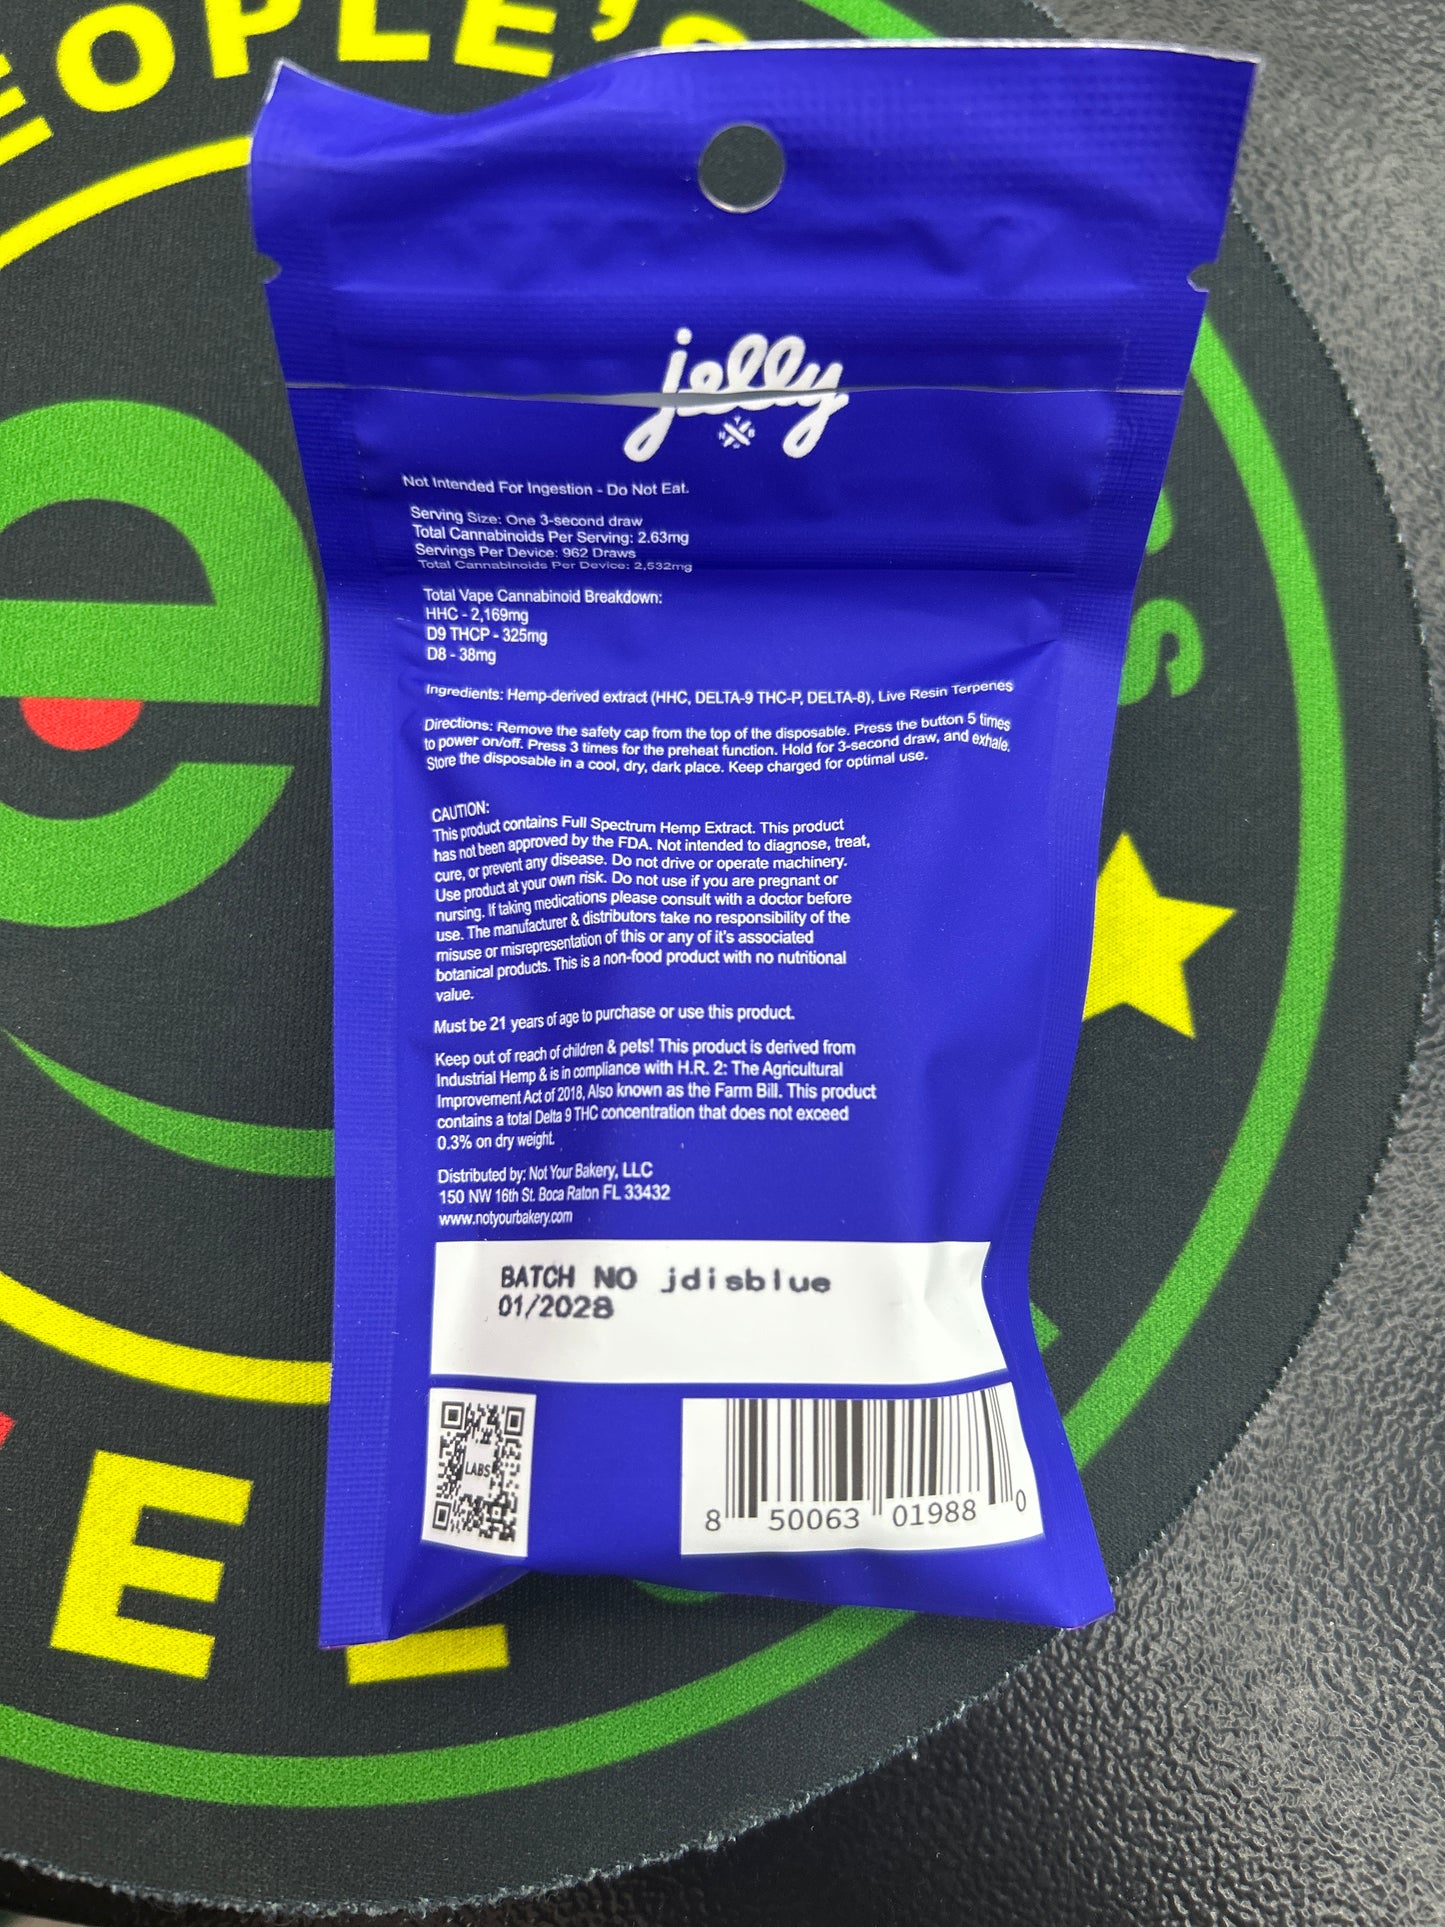 PEOPLE'S
jelly
N Y B
Not Intended For Ingestion - Do Not Eat.
Serving Size: One 3-second draw
Total Cannabinoids Per Serving: 2.63mg
Servings Per Device: 962 Draws
Total Cannabinoids Per Device: 2,532mg
Total Vape Cannabinoid Breakdown:
HHC - 2,169mg
D9 THCP - 325mg
D8 - 38mg
Ingredients: Hemp-derived extract (HHC, DELTA-9 THC-P, DELTA-8), Live Resin Terpenes
Directions: Remove the safety cap from the top of the disposable. Press the button 5 times
to power on/off. Press 3 times for the preheat function. Hold for 3-second draw, and exhale.
Store the disposable in a cool, dry, dark place. Keep charged for optimal use.
CAUTION:
This product contains Full Spectrum Hemp Extract. This product
has not been approved by the FDA. Not intended to diagnose, treat,
cure, or prevent any disease. Do not drive or operate machinery.
Use product at your own risk. Do not use if you are pregnant or
nursing. If taking medications please consult with a doctor before
use. The manufacturer & distributors take no responsibility of the
misuse or misrepresentation of this or any of it's associated
botanical products. This is a non-food product with no nutritional
value.
Must be 21 years of age to purchase or use this product.
Keep out of reach of children & pets! This product is derived from
Industrial Hemp & is in compliance with H.R. 2: The Agricultural
Improvement Act of 2018, Also known as the Farm Bill. This product
contains a total Delta 9 THC concentration that does not exceed
0.3% on dry weight.
Distributed by: Not Your Bakery, LLC
150 NW 16th St. Boca Raton FL 33432
www.notyourbakery.com
BATCH NO jdisblue
01/2028
LABS
8 50063 01988 0